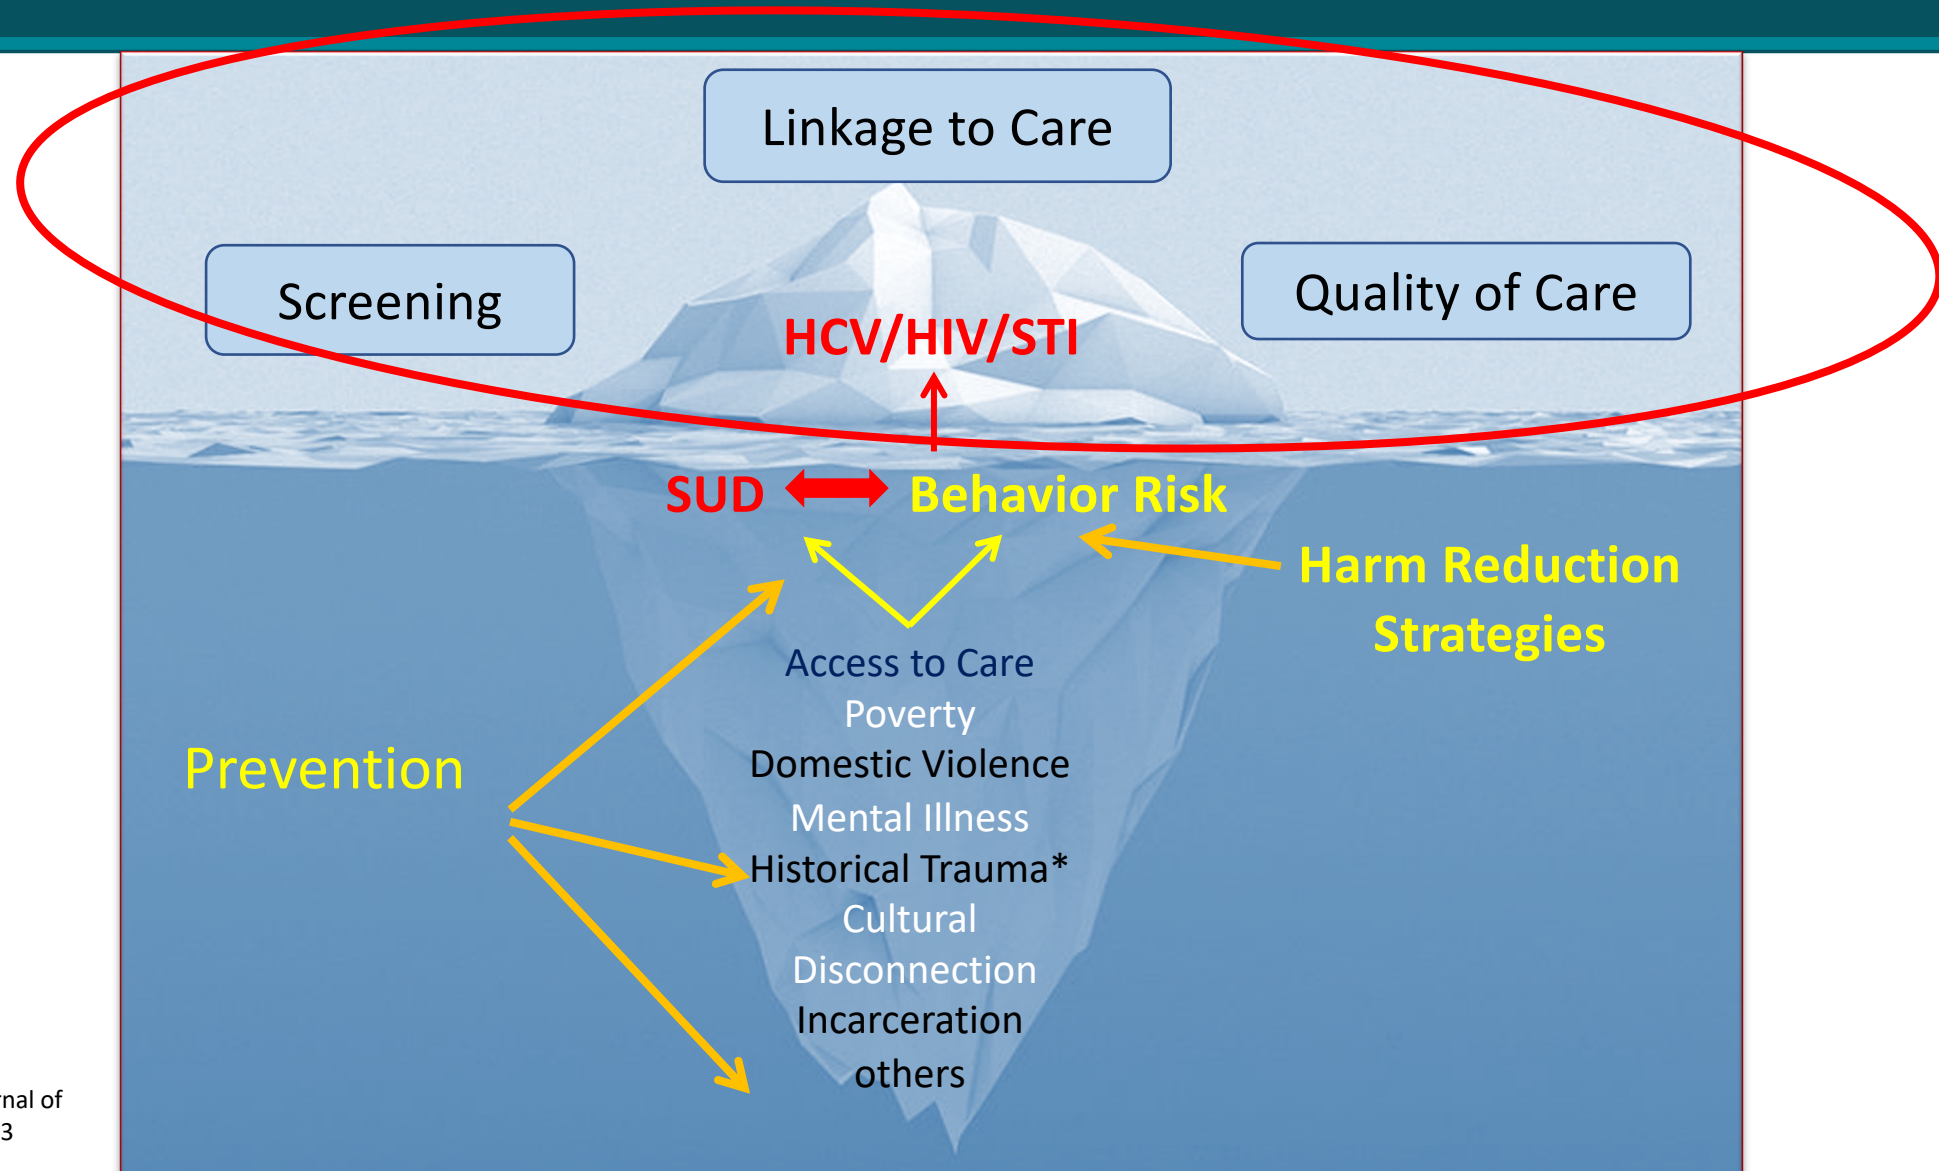 Linkage to Care
Screening
Quality of Care
HCV/HIV/STI
SUD
Behavior Risk
Harm Reduction
Strategies
Prevention
Access to Care
Poverty
Domestic Violence
Mental Illness
Historical Trauma*
Cultural
Disconnection
Incarceration
others
of
3